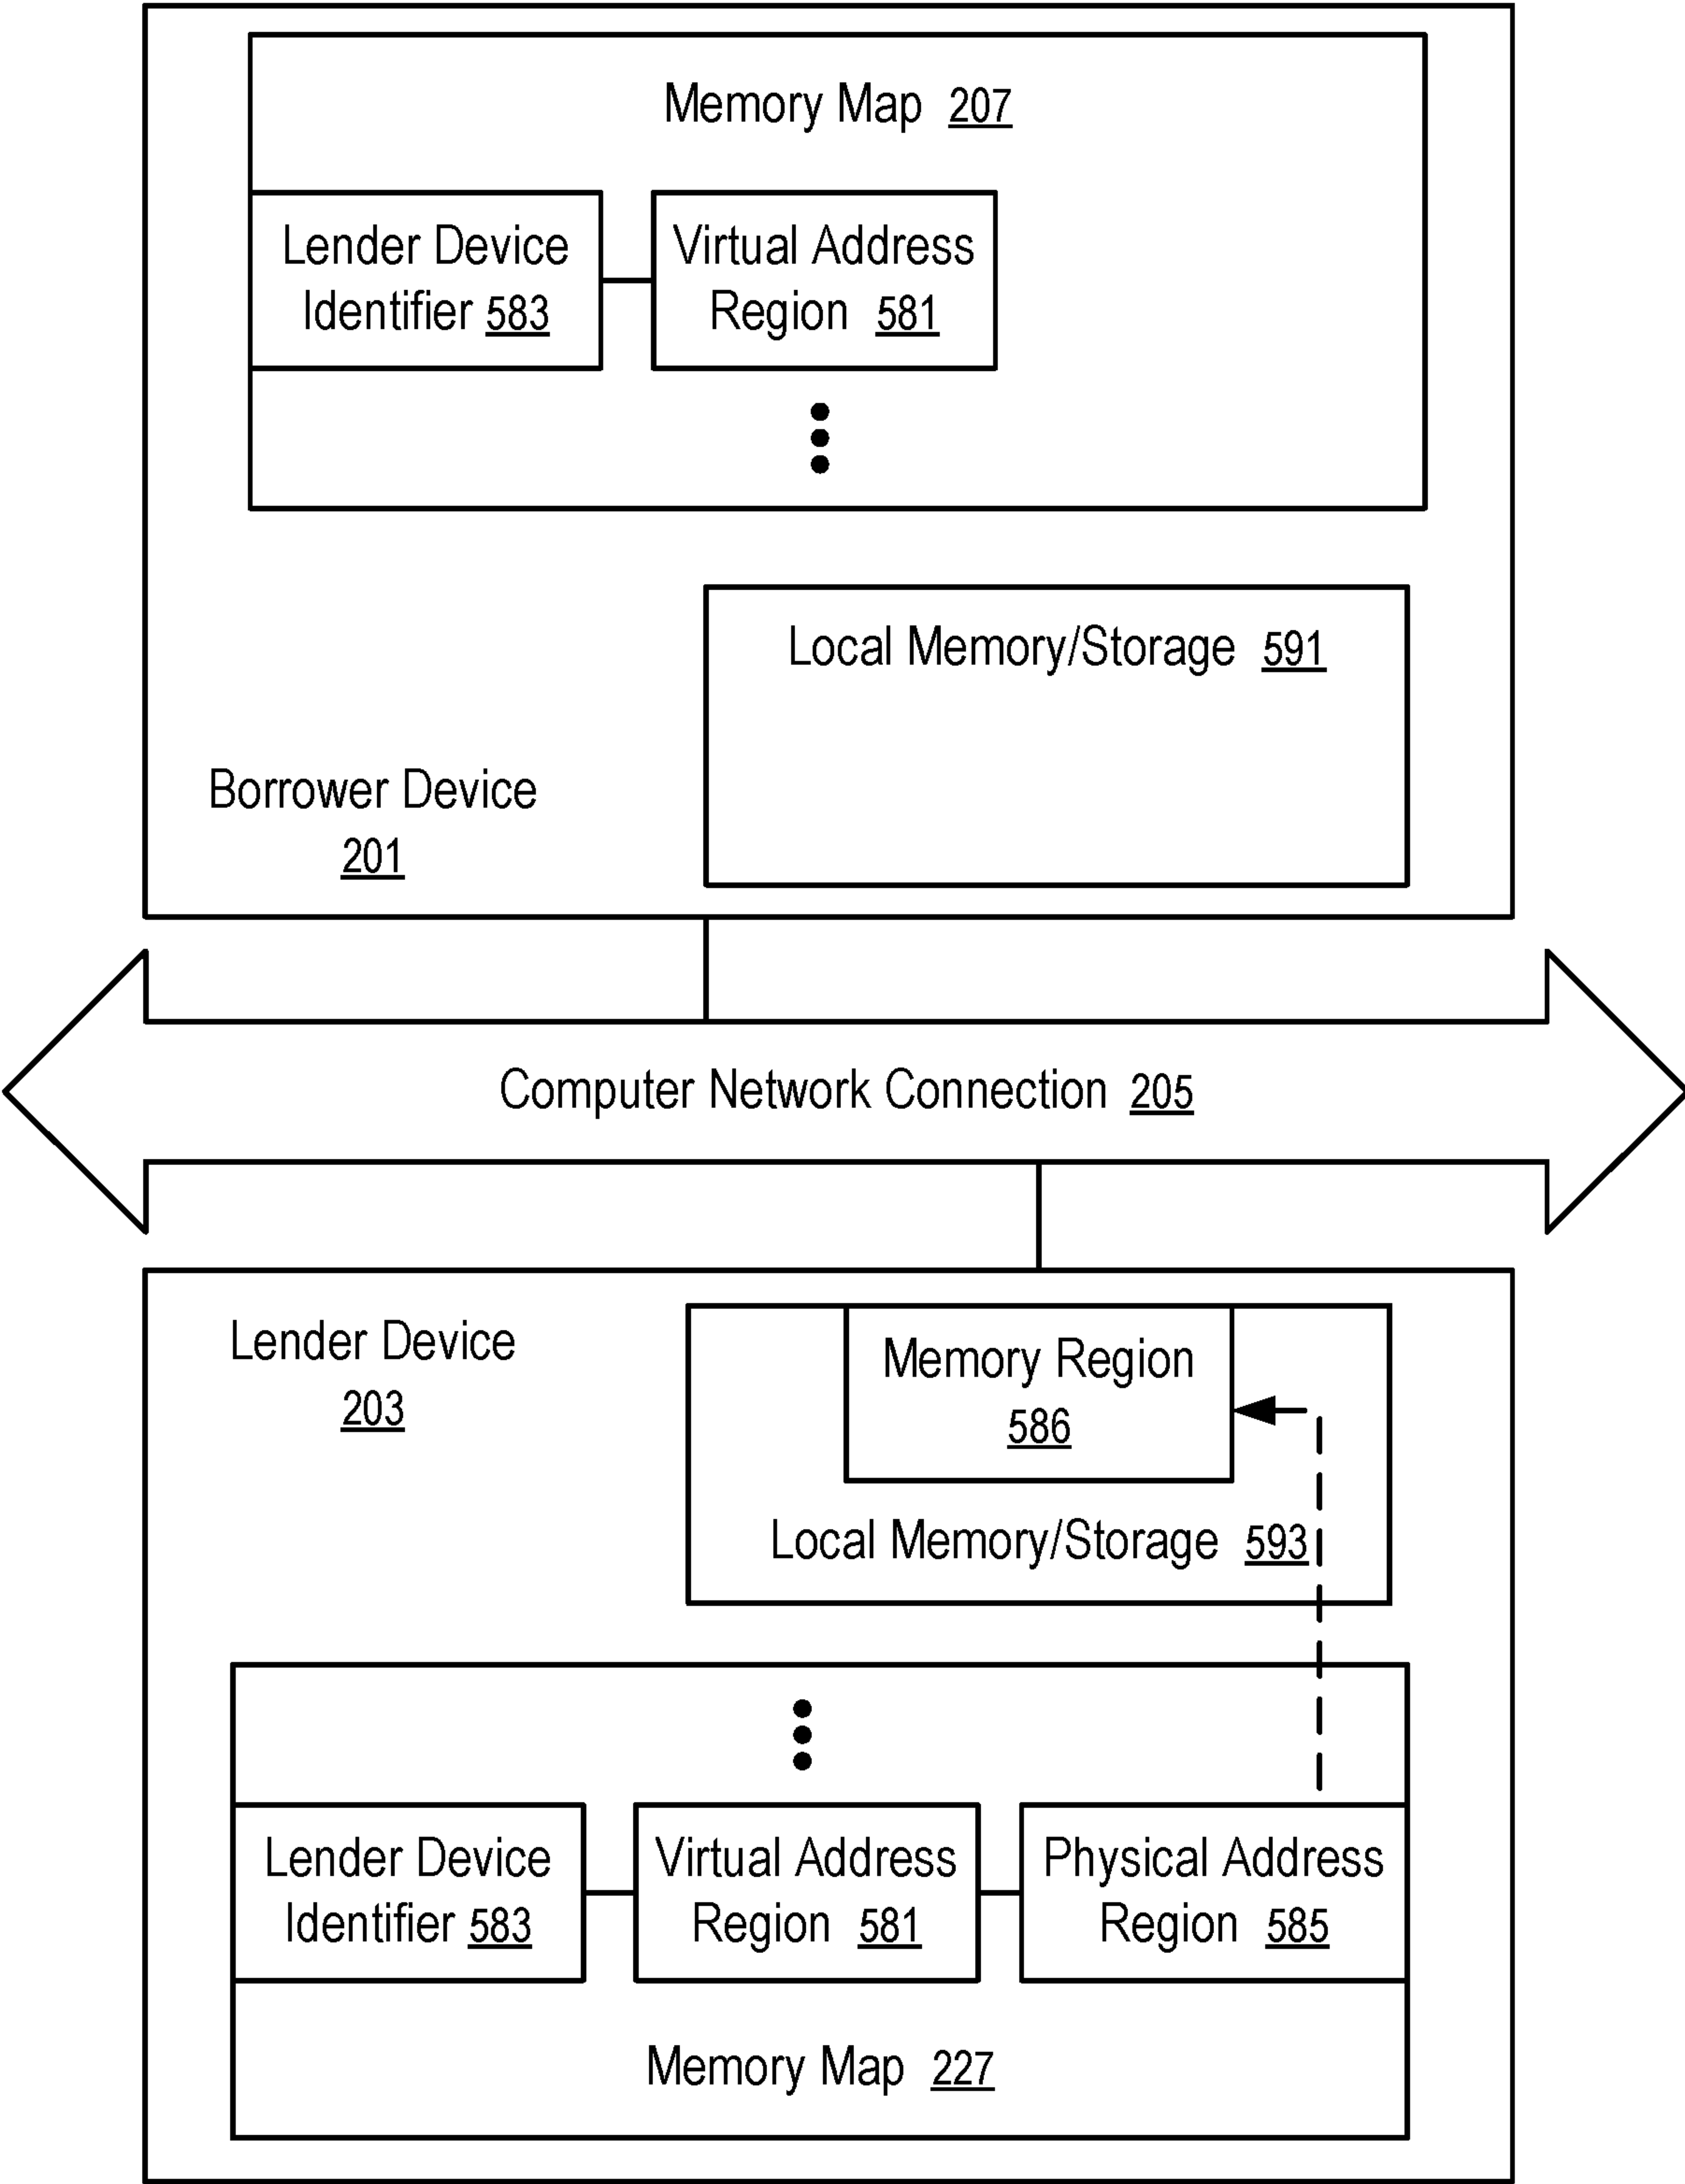 Memory Map 207
Lender Device
Identifier 583
Virtual Address
Region 581
Local Memory/Storage 591
Borrower Device
201
Computer Network Connection 205
Lender Device
203
Memory Region
586
Local Memory/Storage 593
Lender Device
Identifier 583
Virtual Address
Region 581
Physical Address
Region 585
Memory Map 227